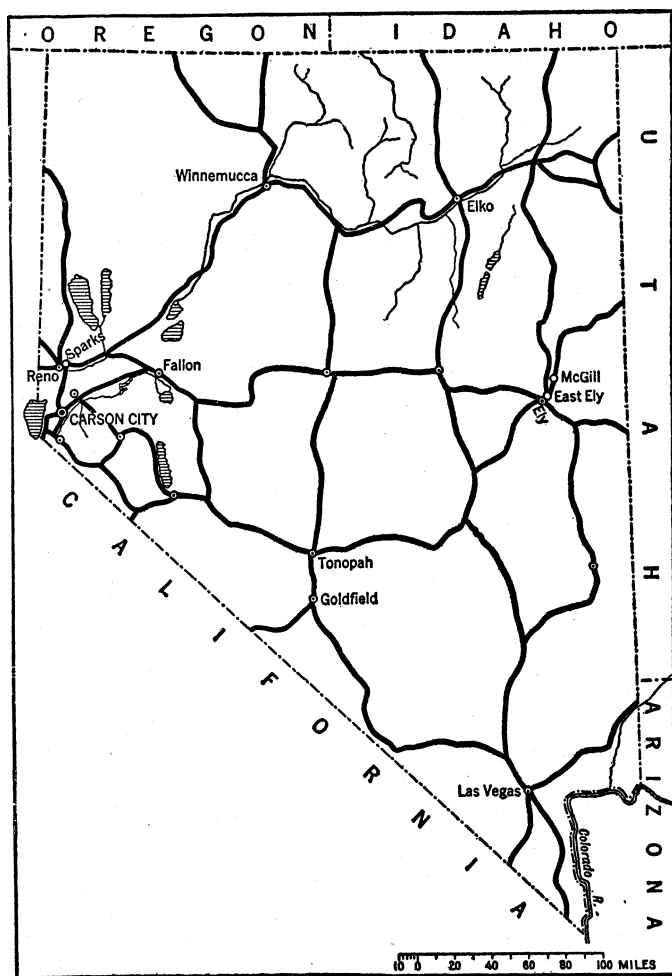 OREGON IDAHO
UTAH
Winnemucca
Elko
Sparks
Reno
Fallon
McGill
East Ely
CARSON CITY
Ely
CALIFORNIA
Tonopah
Goldfield
ARIZONA
Las Vegas
Colorado R.
10 0 20 40 60 80 100 MILES